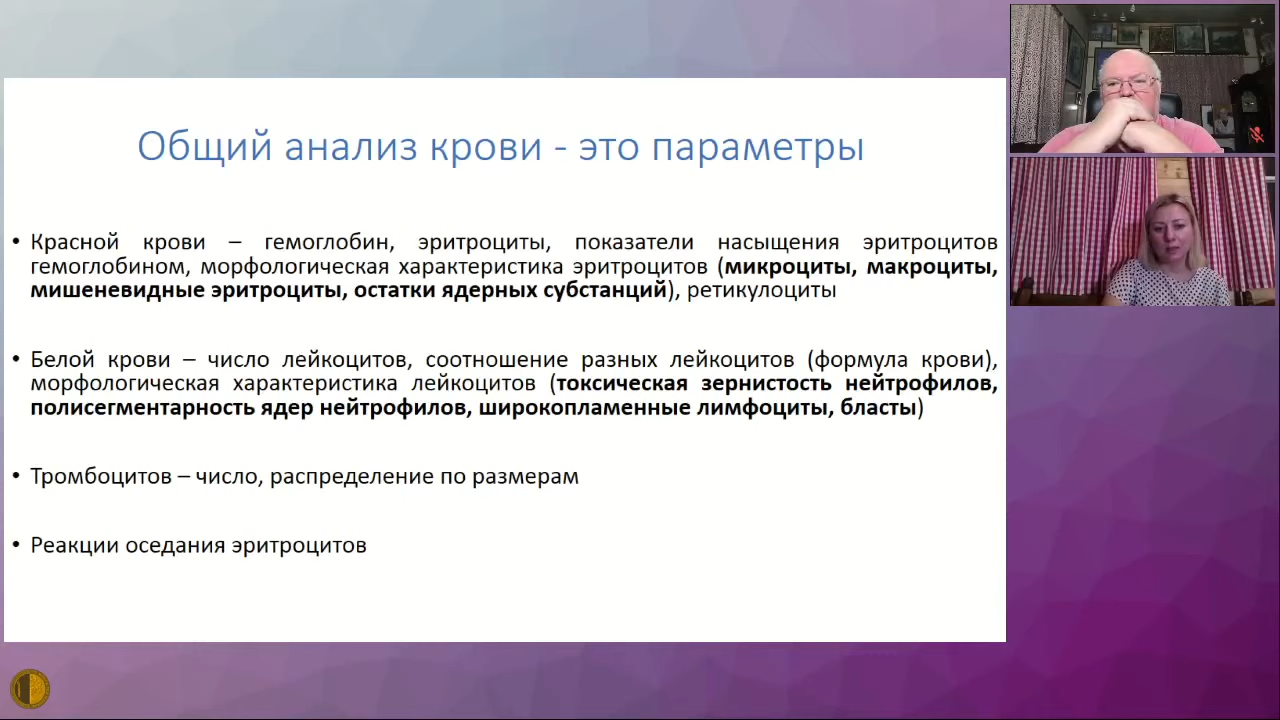 Общий анализ крови - это параметры
• Красной крови – гемоглобин, эритроциты, показатели насыщения эритроцитов
гемоглобином, морфологическая характеристика эритроцитов (микроциты, макроциты,
мишеневидные эритроциты, остатки ядерных субстанций), ретикулоциты
• Белой крови – число лейкоцитов, соотношение разных лейкоцитов (формула крови),
морфологическая характеристика лейкоцитов (токсическая зернистость нейтрофилов,
полисегментарность ядер нейтрофилов, широкопламенные лимфоциты, бласты)
• Тромбоцитов – число, распределение по размерам
• Реакции оседания эритроцитов